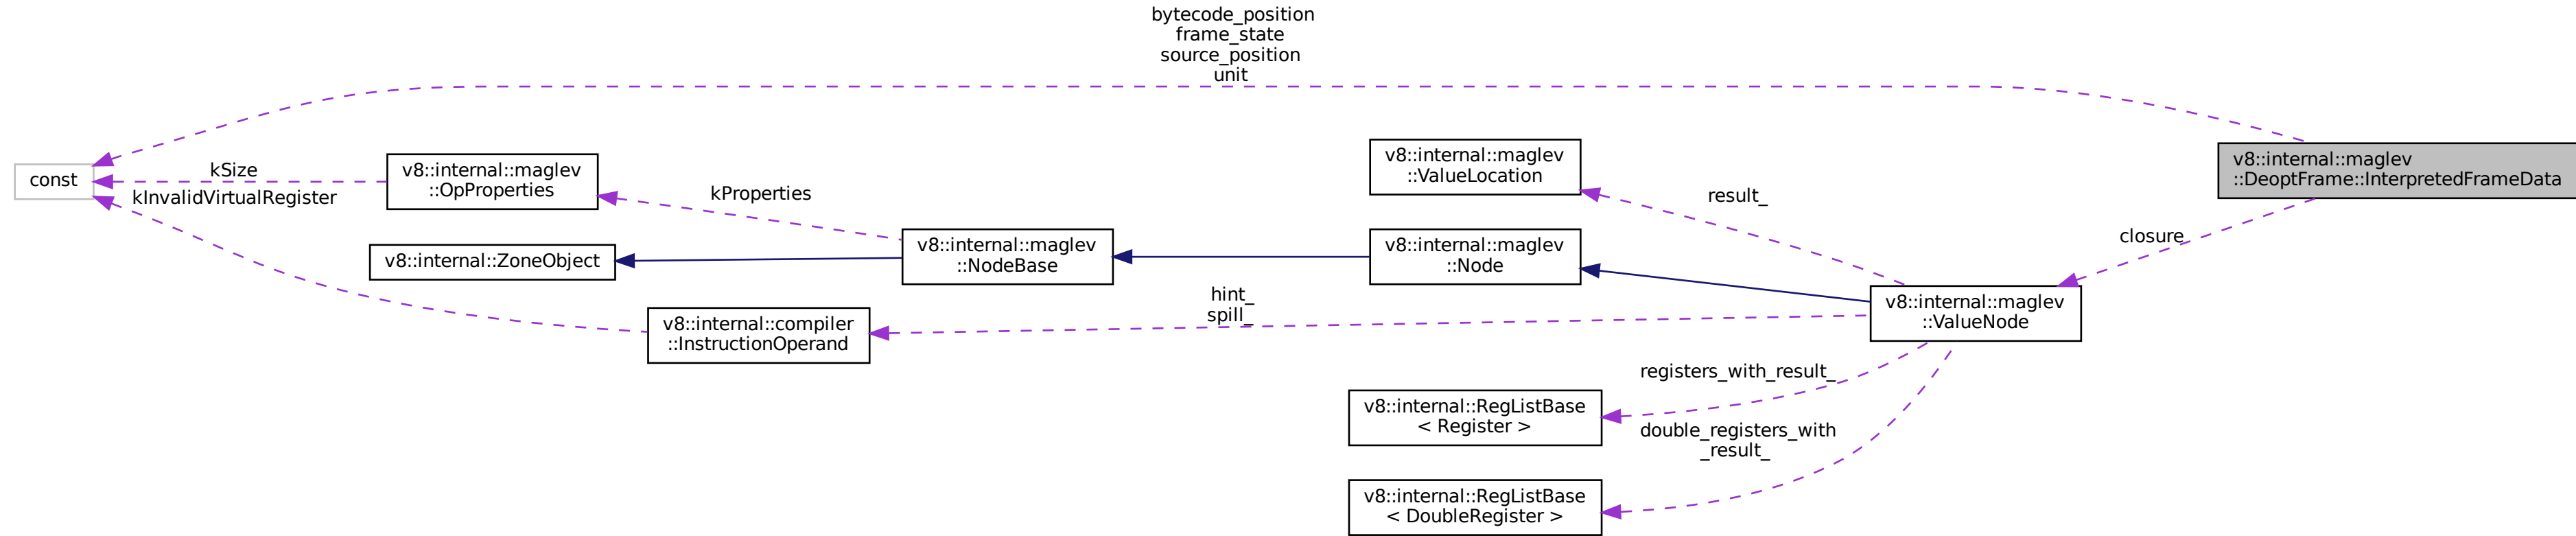 bytecode_position
frame_state
source_position
unit
v8::internal::maglev
::ValueLocation
v8::internal::maglev
::DeoptFrame::InterpretedFrameData
v8::internal::maglev
::OpProperties
const
kSize
kInvalidVirtualRegister
kProperties
result_
closure
v8::internal::ZoneObject
v8::internal::maglev
::NodeBase
v8::internal::maglev
::Node
hint_
spill_
v8::internal::maglev
::ValueNode
v8::internal::compiler
::InstructionOperand
registers_with_result_
v8::internal::RegListBase
< Register >
double_registers_with
_result_
v8::internal::RegListBase
< DoubleRegister >